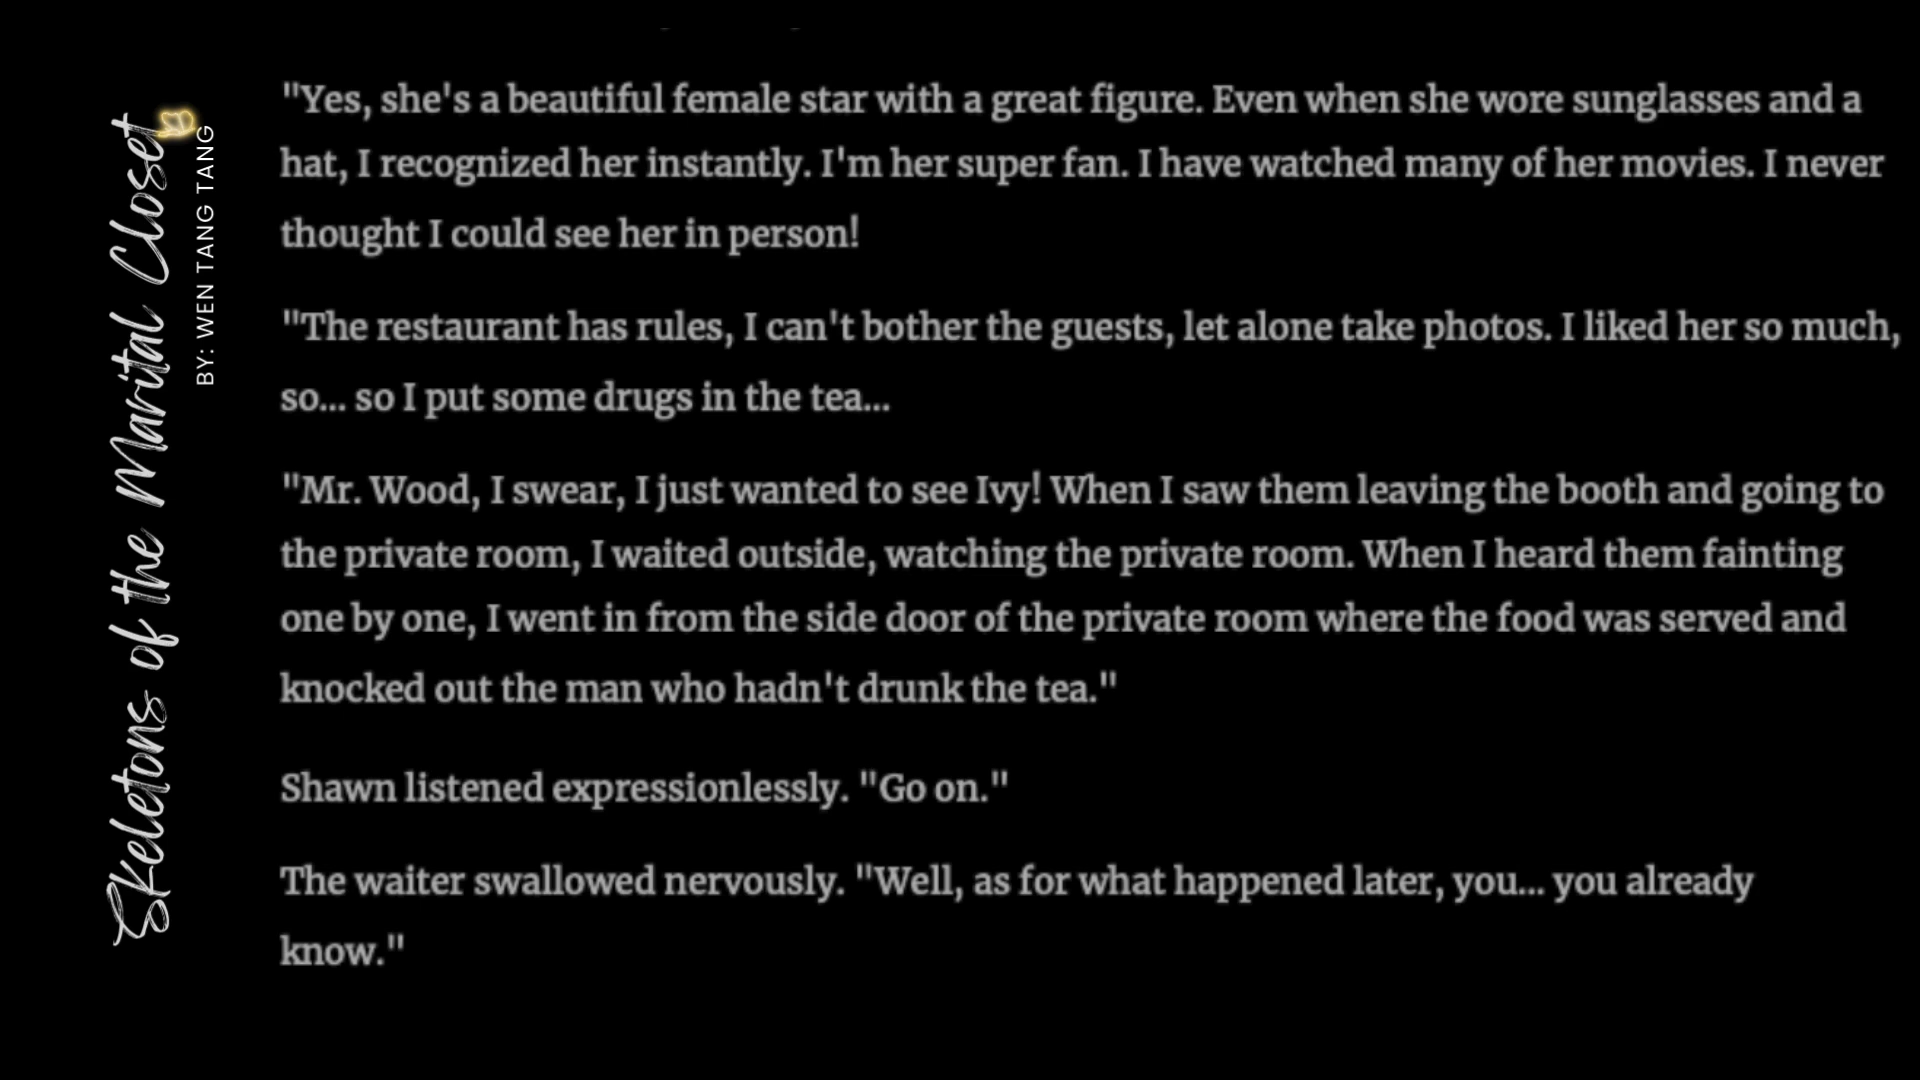 Skeletons of the Marital Closet
BY: WEN TANG TANG
"Yes, she's a beautiful female star with a great figure. Even when she wore sunglasses and a
hat, I recognized her instantly. I'm her super fan. I have watched many of her movies. I never
thought I could see her in person!
"The restaurant has rules, I can't bother the guests, let alone take photos. I liked her so much,
so... so I put some drugs in the tea...
"Mr. Wood, I swear, I just wanted to see Ivy! When I saw them leaving the booth and going to
the private room, I waited outside, watching the private room. When I heard them fainting
one by one, I went in from the side door of the private room where the food was served and
knocked out the man who hadn't drunk the tea."
Shawn listened expressionlessly. "Go on."
The waiter swallowed nervously. "Well, as for what happened later, you... you already
know."